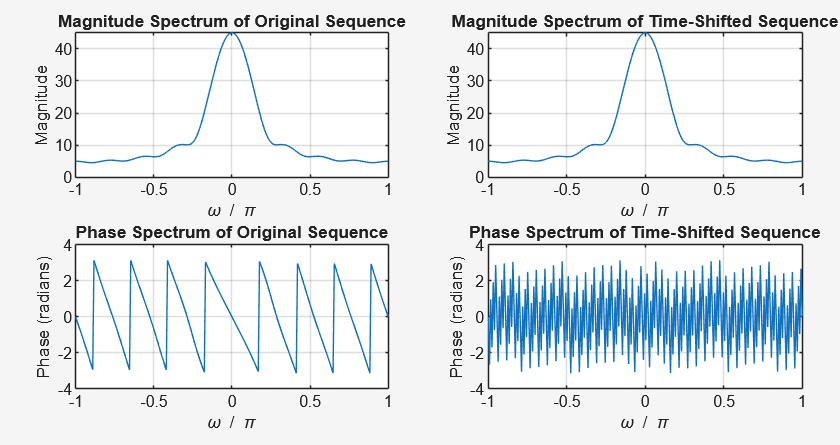 Magnitude Spectrum of Original Sequence
Magnitude
40
30
20
10
0
-1 -0.5 0 0.5 1
ω / π
Magnitude Spectrum of Time-Shifted Sequence
Magnitude
40
30
20
10
0
-1 -0.5 0 0.5 1
ω / π
Phase Spectrum of Original Sequence
Phase (radians)
4
2
0
-2
-4
-1 -0.5 0 0.5 1
ω / π
Phase Spectrum of Time-Shifted Sequence
Phase (radians)
4
2
0
-2
-4
-1 -0.5 0 0.5 1
ω / π